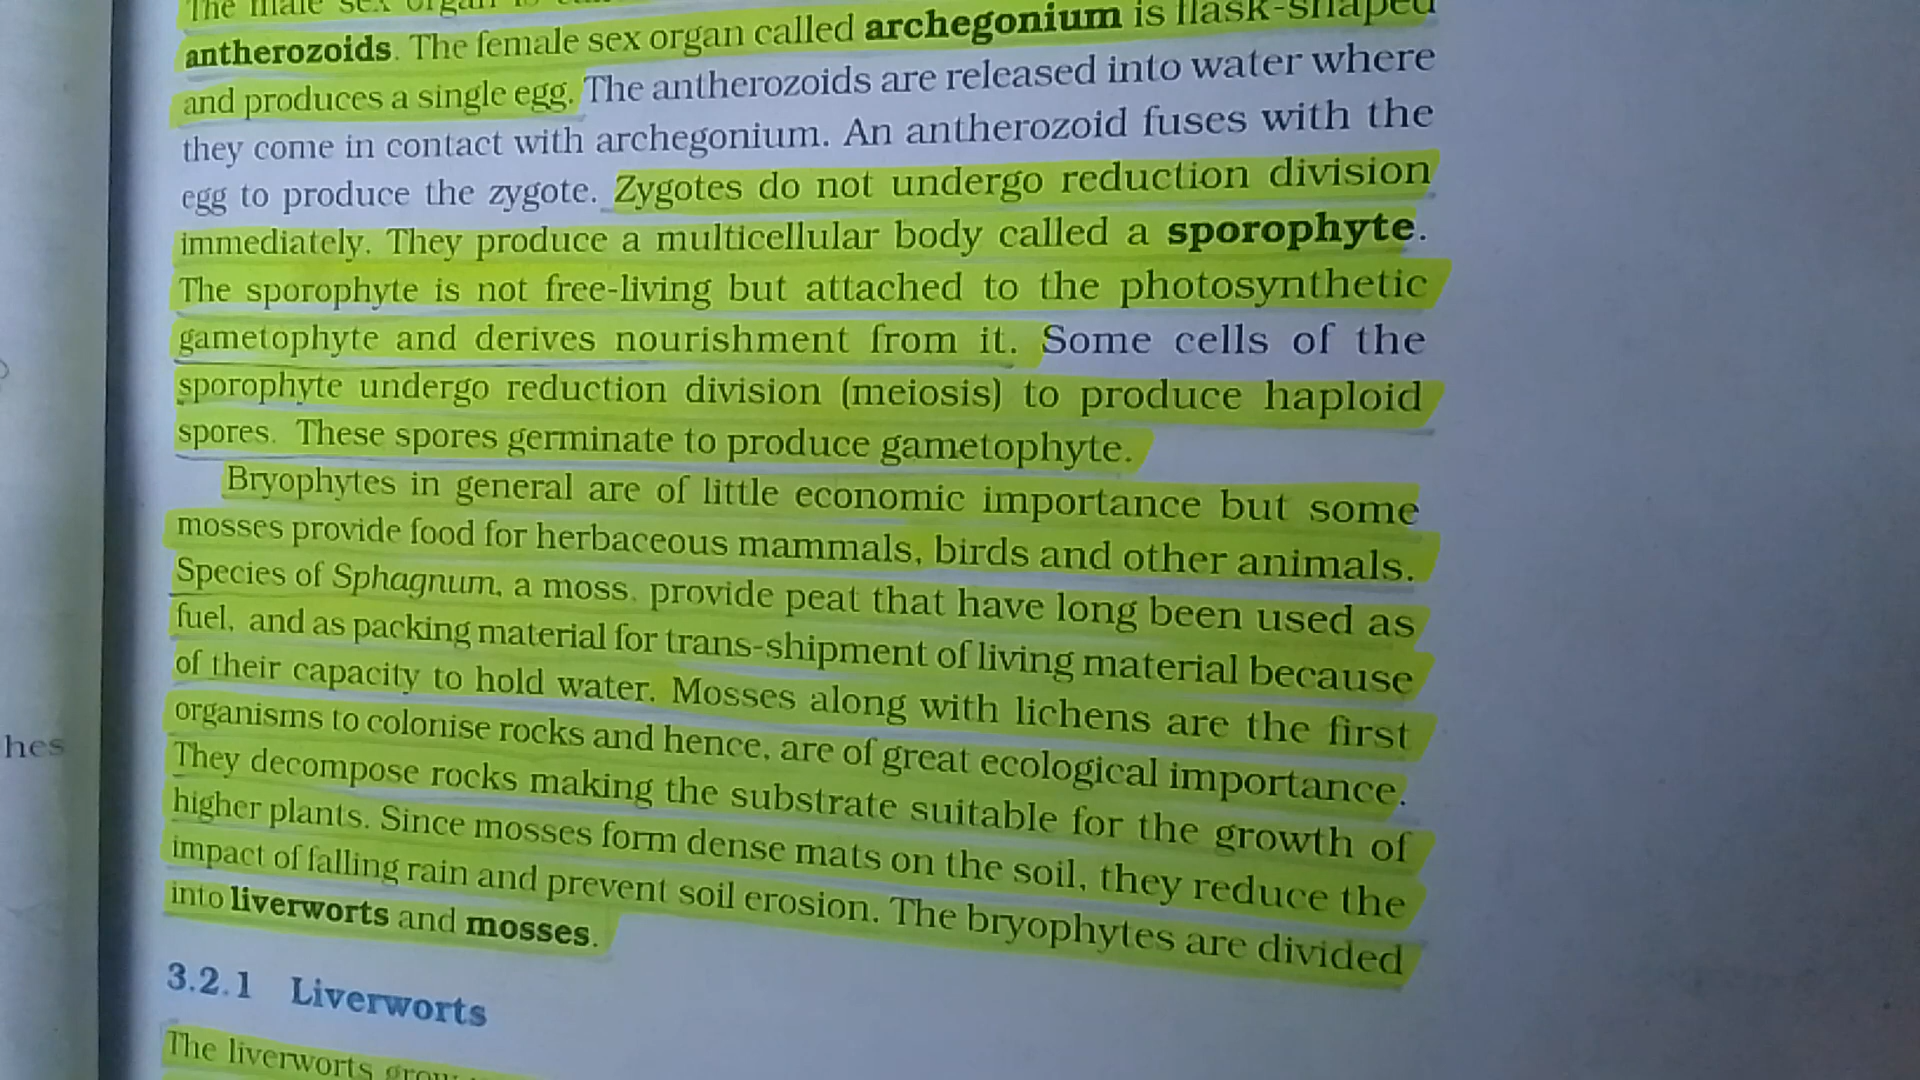 The male sex organ is
antherozoids. The female sex organ called archegonium is flask-shaped
and produces a single egg. The antherozoids are released into water where
they come in contact with archegonium. An antherozoid fuses with the
egg to produce the zygote. Zygotes do not undergo reduction division
immediately. They produce a multicellular body called a sporophyte.
The sporophyte is not free-living but attached to the photosynthetic
gametophyte and derives nourishment from it. Some cells of the
sporophyte undergo reduction division (meiosis) to produce haploid
spores. These spores germinate to produce gametophyte.
Bryophytes in general are of little economic importance but some
mosses provide food for herbaceous mammals, birds and other animals.
Species of Sphagnum, a moss, provide peat that have long been used as
fuel, and as packing material for trans-shipment of living material because
of their capacity to hold water. Mosses along with lichens are the first
organisms to colonise rocks and hence, are of great ecological importance.
They decompose rocks making the substrate suitable for the growth of
higher plants. Since mosses form dense mats on the soil, they reduce the
impact of falling rain and prevent soil erosion. The bryophytes are divided
into liverworts and mosses.
hes
3.2.1 Liverworts
The liverworts grow